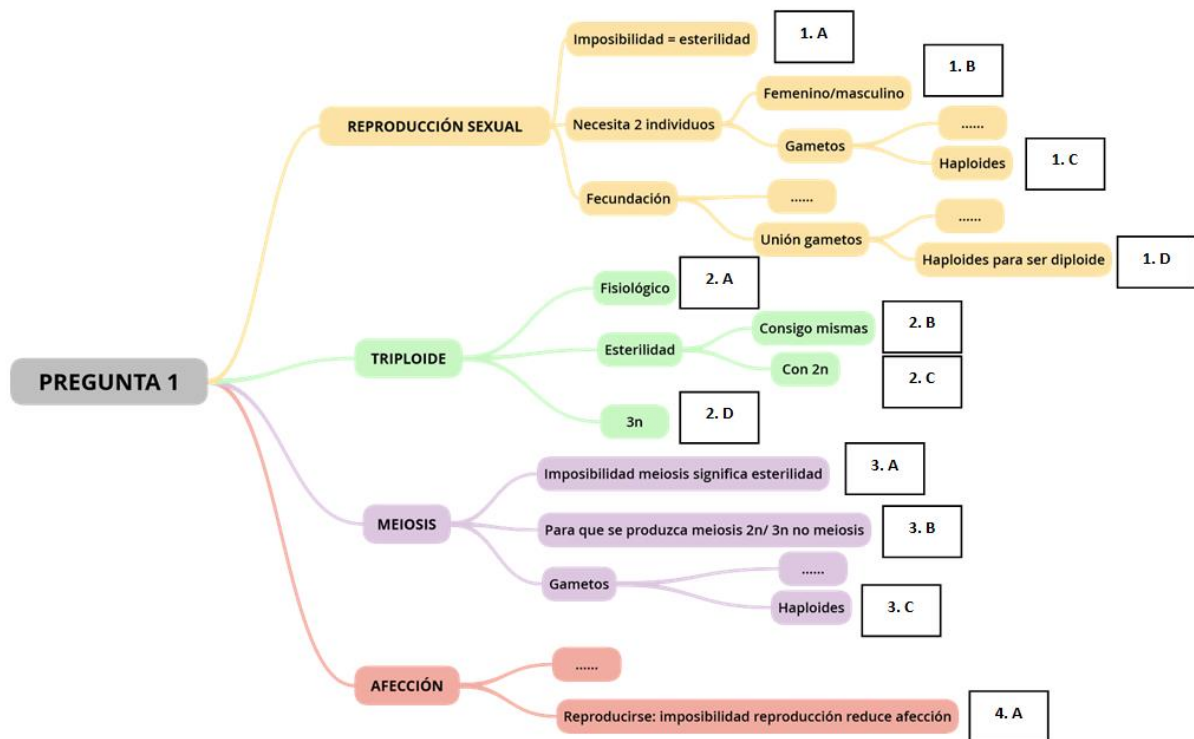 PREGUNTA 1
REPRODUCCIÓN SEXUAL
Imposibilidad = esterilidad
1. A
Necesita 2 individuos
Femenino/masculino
1. B
Gametos
......
Haploides
1. C
Fecundación
......
Unión gametos
......
Haploides para ser diploide
1. D
TRIPLOIDE
Fisiológico
2. A
Esterilidad
Consigo mismas
2. B
Con 2n
2. C
3n
2. D
MEIOSIS
Imposibilidad meiosis significa esterilidad
3. A
Para que se produzca meiosis 2n/ 3n no meiosis
3. B
Gametos
......
Haploides
3. C
AFECCIÓN
......
Reproducirse: imposibilidad reproducción reduce afección
4. A